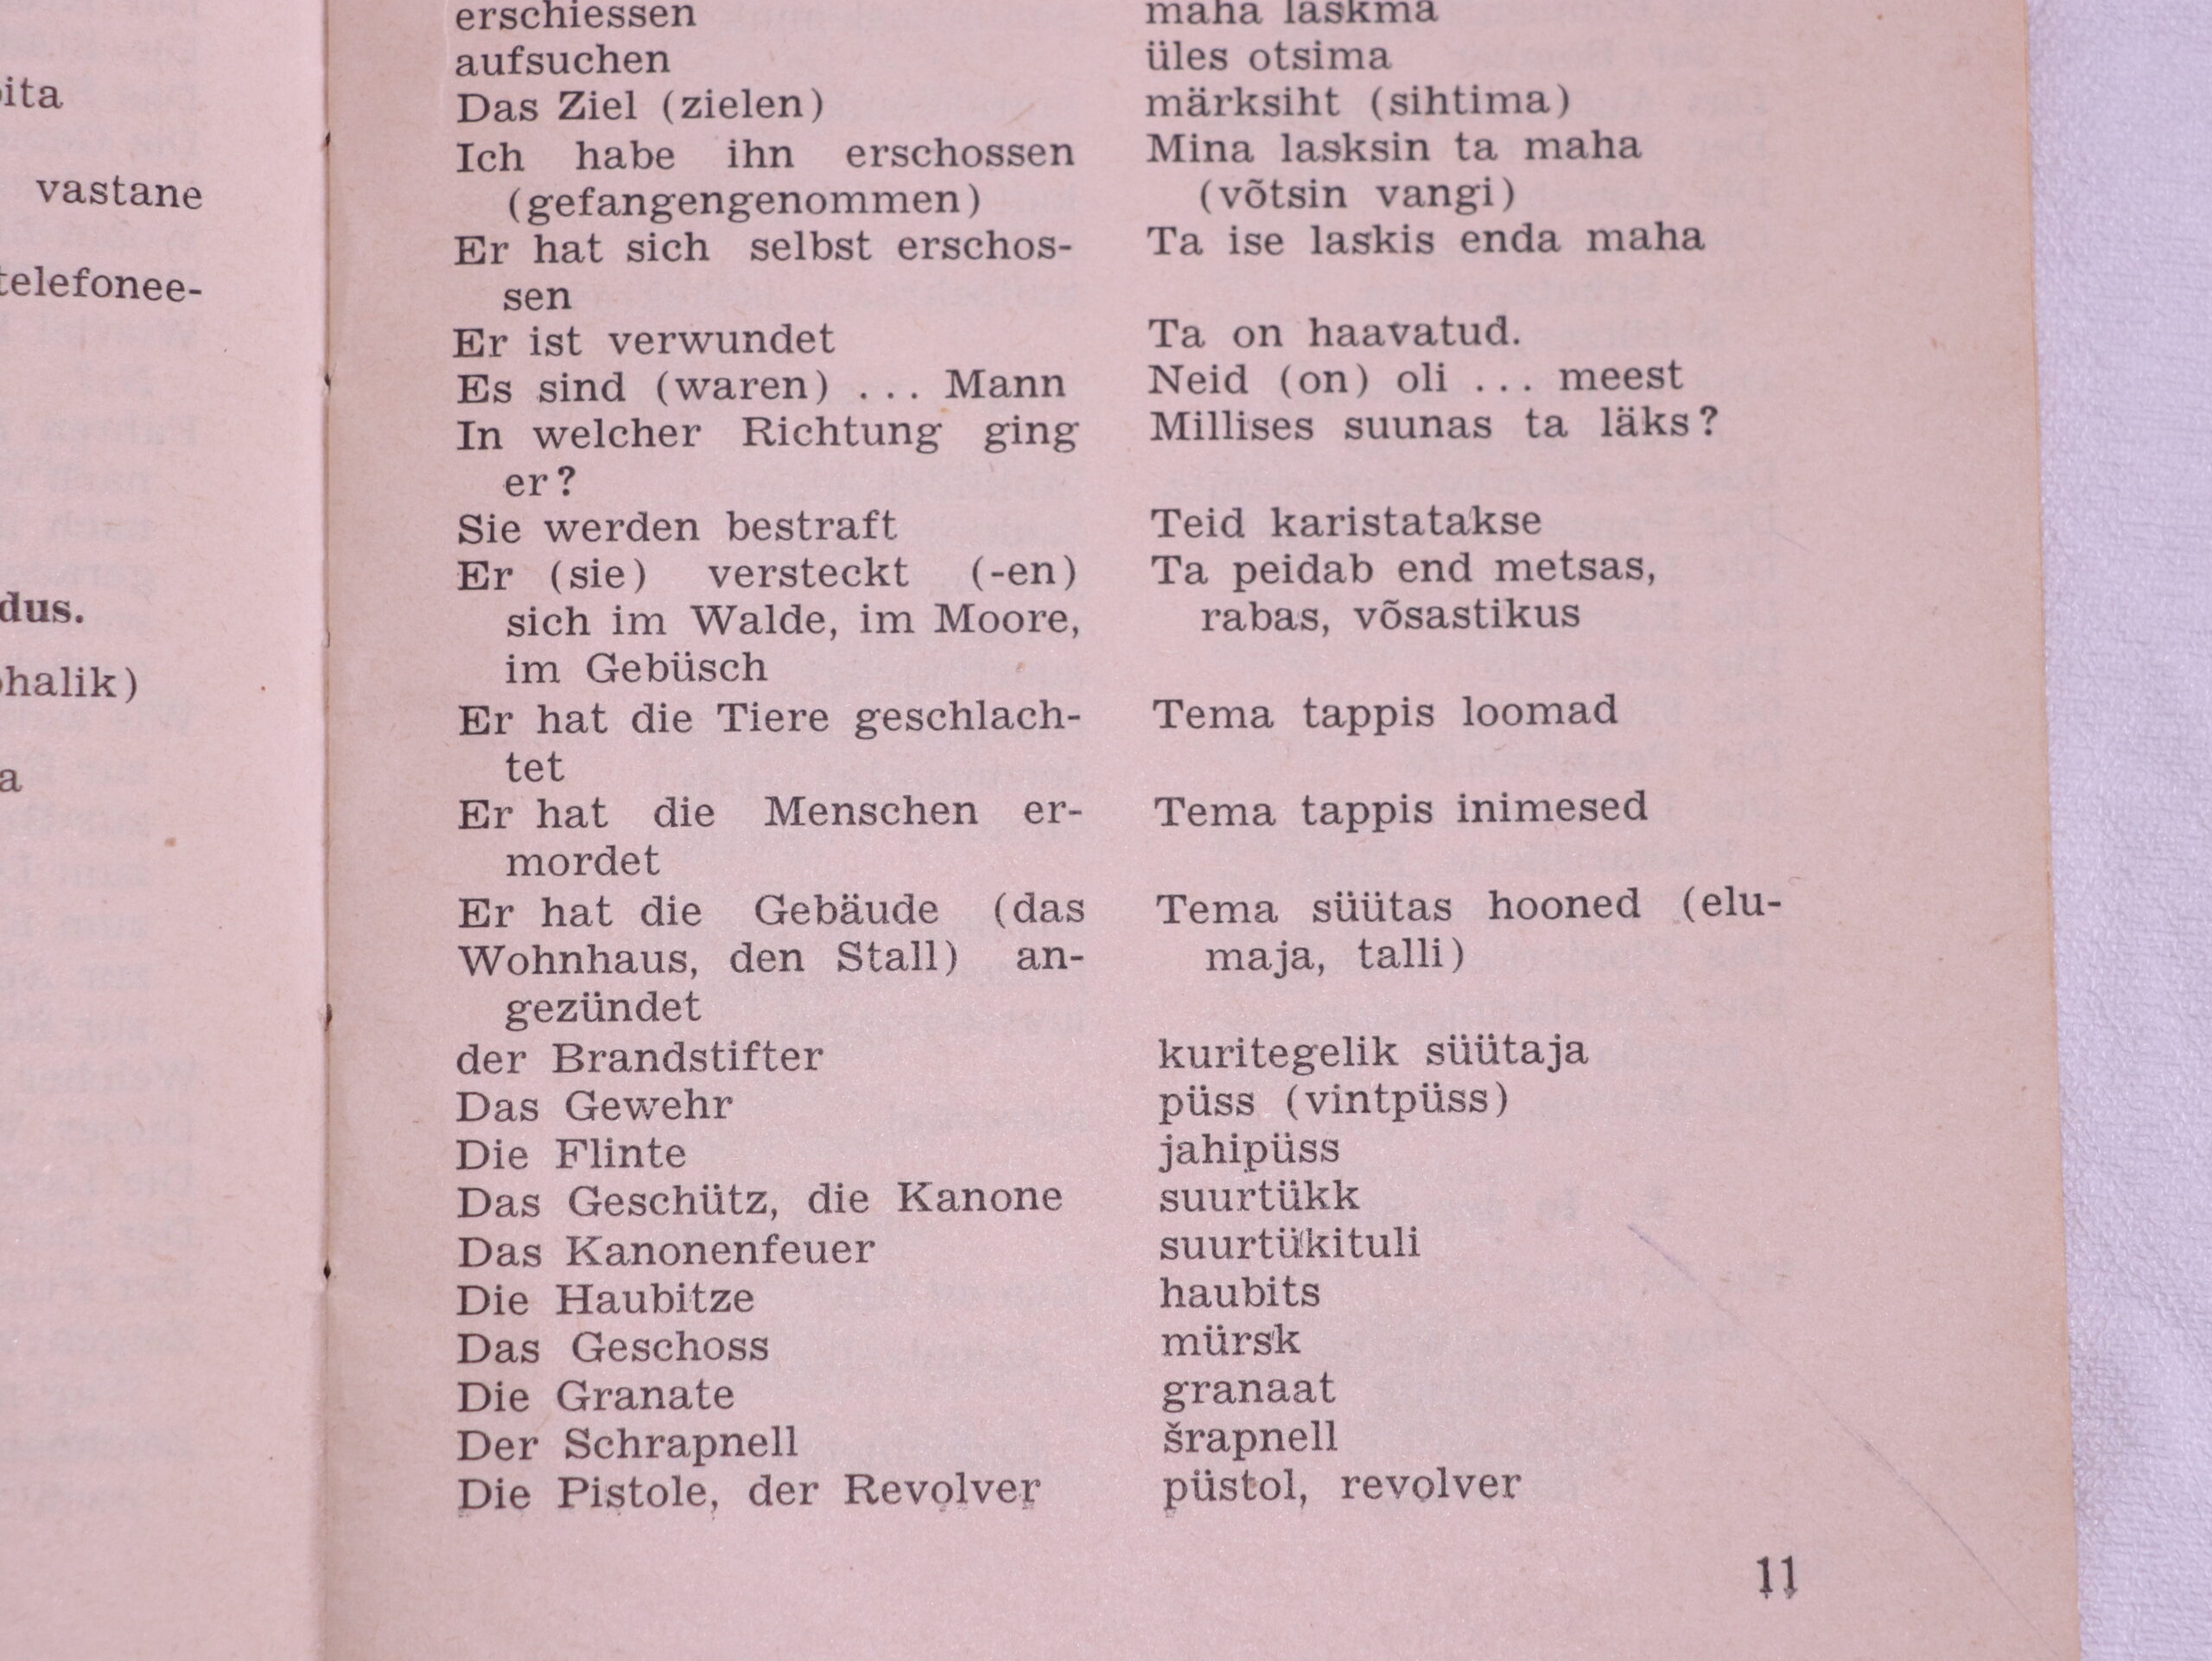 ita
vastane
telefonee-
dus.
halik)
a
erschiessen
aufsuchen
Das Ziel (zielen)
Ich habe ihn erschossen
(gefangengenommen)
Er hat sich selbst erschos-
sen
Er ist verwundet
Es sind (waren) ... Mann
In welcher Richtung ging
er?
Sie werden bestraft
Er (sie) versteckt (-en)
sich im Walde, im Moore,
im Gebüsch
Er hat die Tiere geschlach-
tet
Er hat die Menschen er-
mordet
Er hat die Gebäude (das
Wohnhaus, den Stall) an-
gezündet
der Brandstifter
Das Gewehr
Die Flinte
Das Geschütz, die Kanone
Das Kanonenfeuer
Die Haubitze
Das Geschoss
Die Granate
Der Schrapnell
Die Pistole, der Revolver
maha laskma
üles otsima
märksiht (sihtima)
Mina lasksin ta maha
(võtsin vangi)
Ta ise laskis enda maha
Ta on haavatud.
Neid (on) oli ... meest
Millises suunas ta läks?
Teid karistatakse
Ta peidab end metsas,
rabas, võsastikus
Tema tappis loomad
Tema tappis inimesed
Tema süütas hooned (elu-
maja, talli)
kuritegelik süütaja
püss (vintpüss)
jahipüss
suurtükk
suurtükituli
haubits
mürsk
granaat
šrapnell
püstol, revolver
11